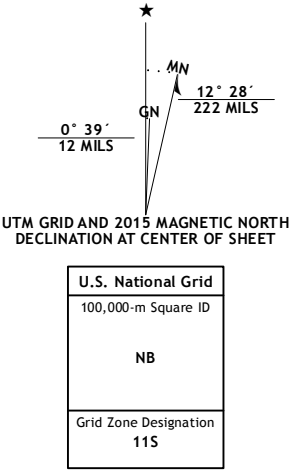 MN
12° 28´
222 MILS
GN
0° 39´
12 MILS
UTM GRID AND 2015 MAGNETIC NORTH
DECLINATION AT CENTER OF SHEET
U.S. National Grid
100,000-m Square ID
NB
Grid Zone Designation
11S